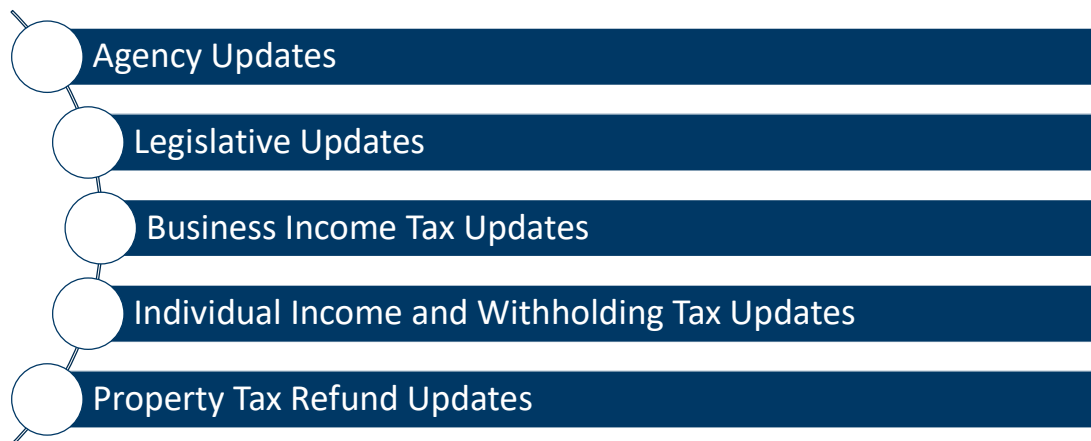 Agency Updates
Legislative Updates
Business Income Tax Updates
Individual Income and Withholding Tax Updates
Property Tax Refund Updates